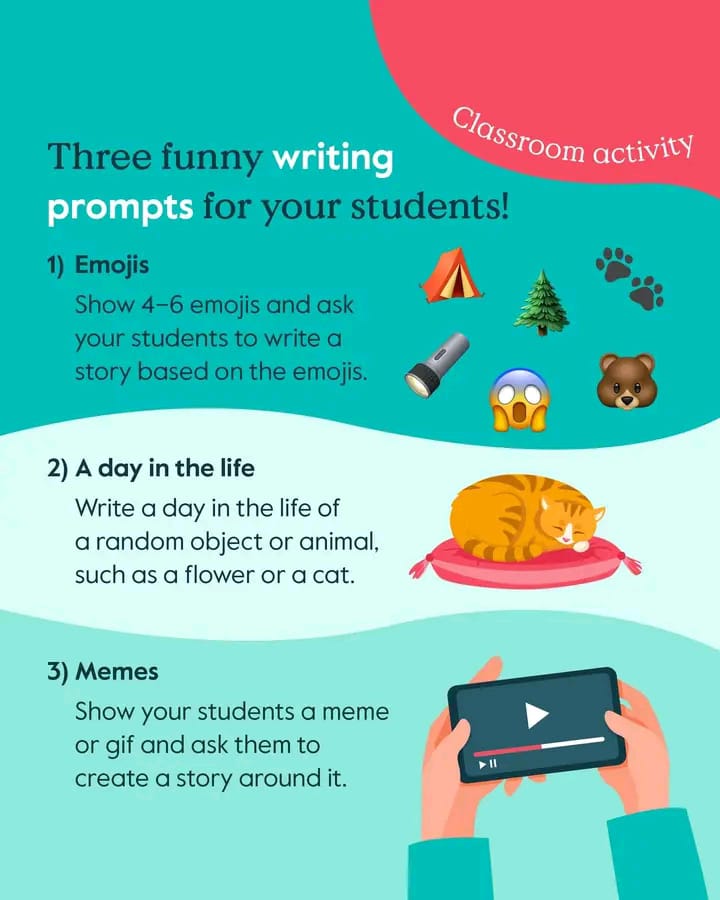 Classroom activity
Three funny writing
prompts for your students!
1) Emojis
Show 4–6 emojis and ask
your students to write a
story based on the emojis.
2) A day in the life
Write a day in the life of
a random object or animal,
such as a flower or a cat.
3) Memes
Show your students a meme
or gif and ask them to
create a story around it.